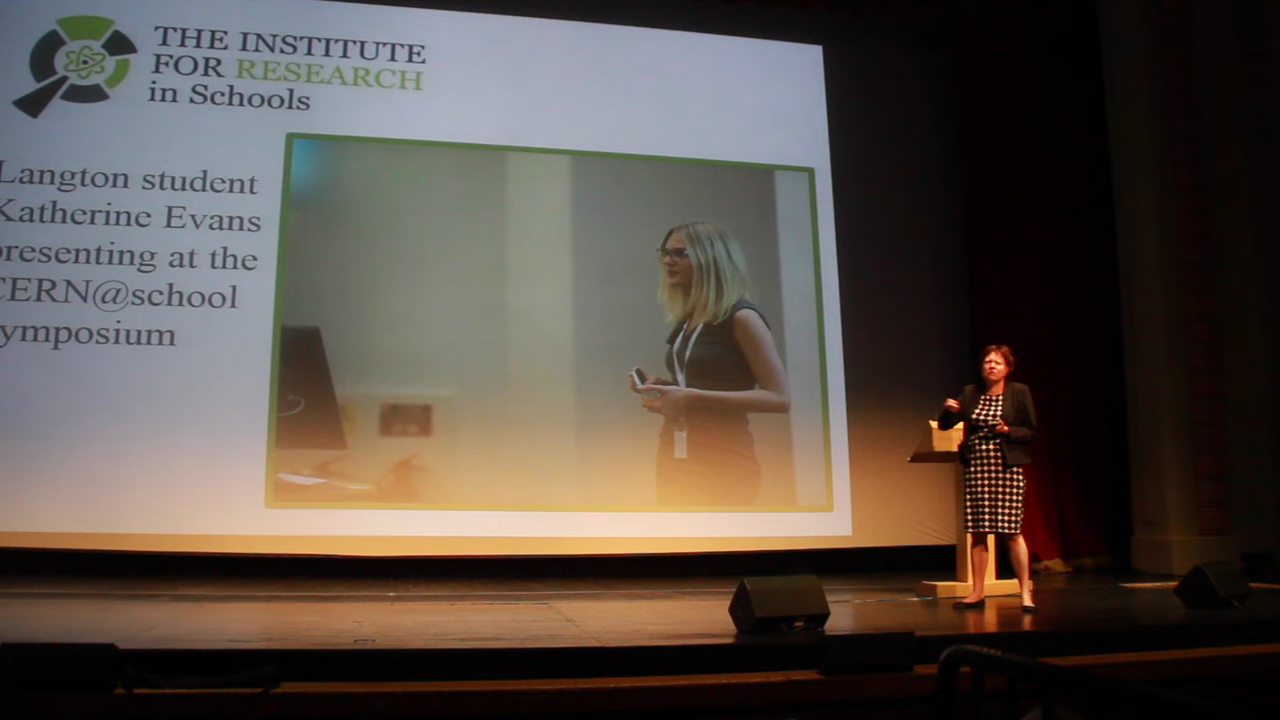 THE INSTITUTE
FOR RESEARCH
in Schools
Langton student
Katherine Evans
presenting at the
CERN@school
ymposium